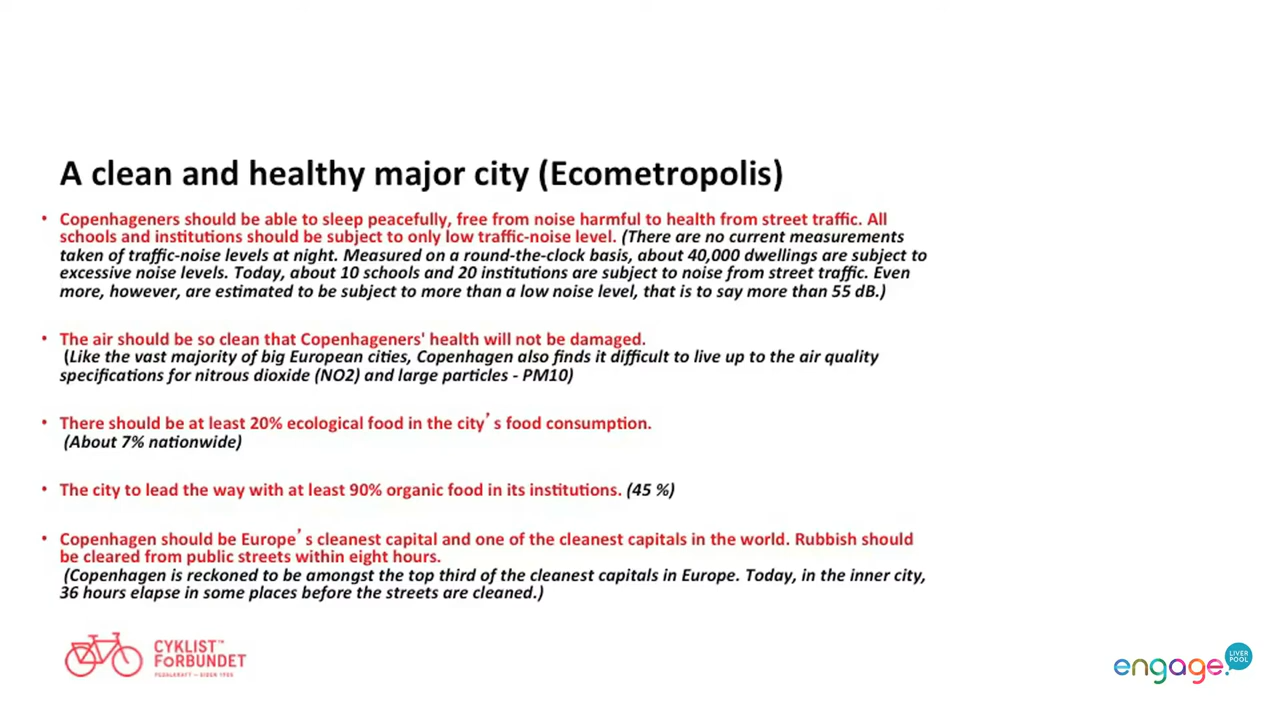 A clean and healthy major city (Ecometropolis)
• Copenhageners should be able to sleep peacefully, free from noise harmful to health from street traffic. All
schools and institutions should be subject to only low traffic-noise level. (There are no current measurements
taken of traffic-noise levels at night. Measured on a round-the-clock basis, about 40,000 dwellings are subject to
excessive noise levels. Today, about 10 schools and 20 institutions are subject to noise from street traffic. Even
more, however, are estimated to be subject to more than a low noise level, that is to say more than 55 dB.)
• The air should be so clean that Copenhageners' health will not be damaged.
(Like the vast majority of big European cities, Copenhagen also finds it difficult to live up to the air quality
specifications for nitrous dioxide (NO2) and large particles - PM10)
• There should be at least 20% ecological food in the city's food consumption.
(About 7% nationwide)
• The city to lead the way with at least 90% organic food in its institutions. (45 %)
• Copenhagen should be Europe's cleanest capital and one of the cleanest capitals in the world. Rubbish should
be cleared from public streets within eight hours.
(Copenhagen is reckoned to be amongst the top third of the cleanest capitals in Europe. Today, in the inner city,
36 hours elapse in some places before the streets are cleaned.)
CYKLIST™
FORBUNDET
PEDALKRAFT – SIDEN 1905
engage.
LIVER
POOL